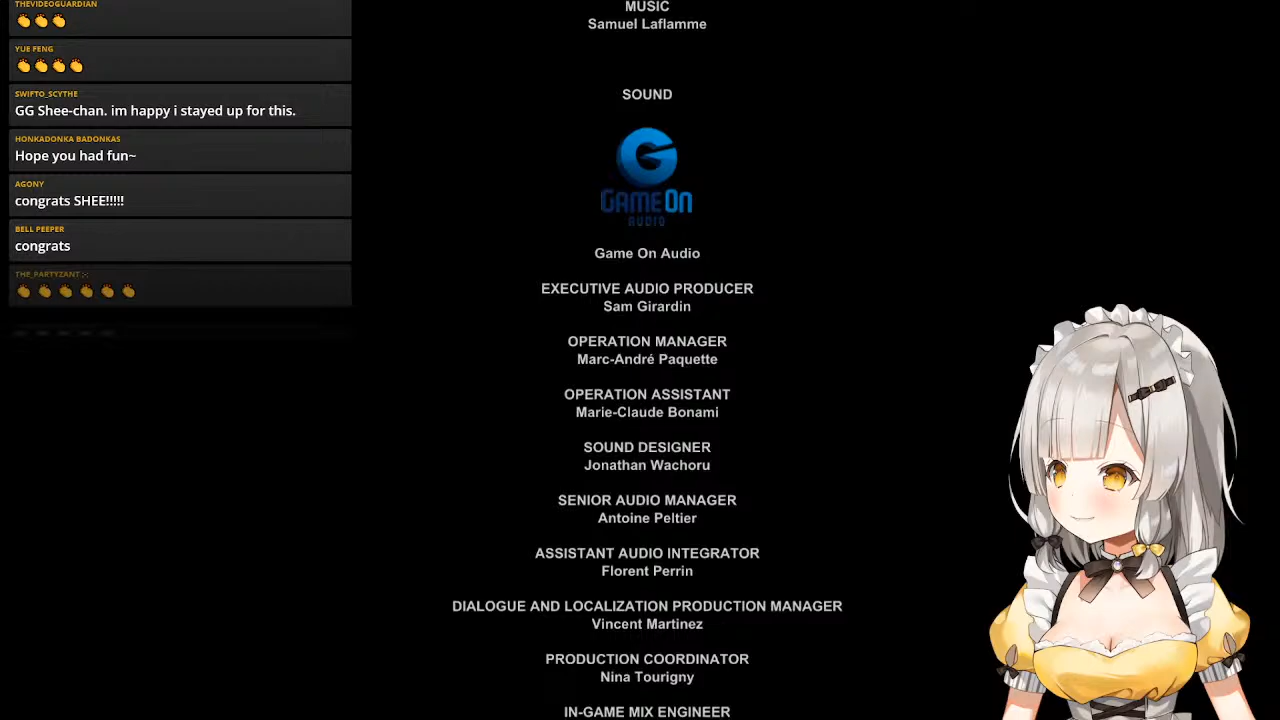 THEVIDEOGUARDIAN
YUE FENG
SWIFTO_SCYTHE
GG Shee-chan. im happy i stayed up for this.
HONKADONKA BADONKAS
Hope you had fun~
AGONY
congrats SHEE!!!!!
BELL PEEPER
congrats
THE_PARTYZANT :-:
MUSIC
Samuel Laflamme
SOUND
GAMEON
AUDIO
Game On Audio
EXECUTIVE AUDIO PRODUCER
Sam Girardin
OPERATION MANAGER
Marc-André Paquette
OPERATION ASSISTANT
Marie-Claude Bonami
SOUND DESIGNER
Jonathan Wachoru
SENIOR AUDIO MANAGER
Antoine Peltier
ASSISTANT AUDIO INTEGRATOR
Florent Perrin
DIALOGUE AND LOCALIZATION PRODUCTION MANAGER
Vincent Martinez
PRODUCTION COORDINATOR
Nina Tourigny
IN-GAME MIX ENGINEER